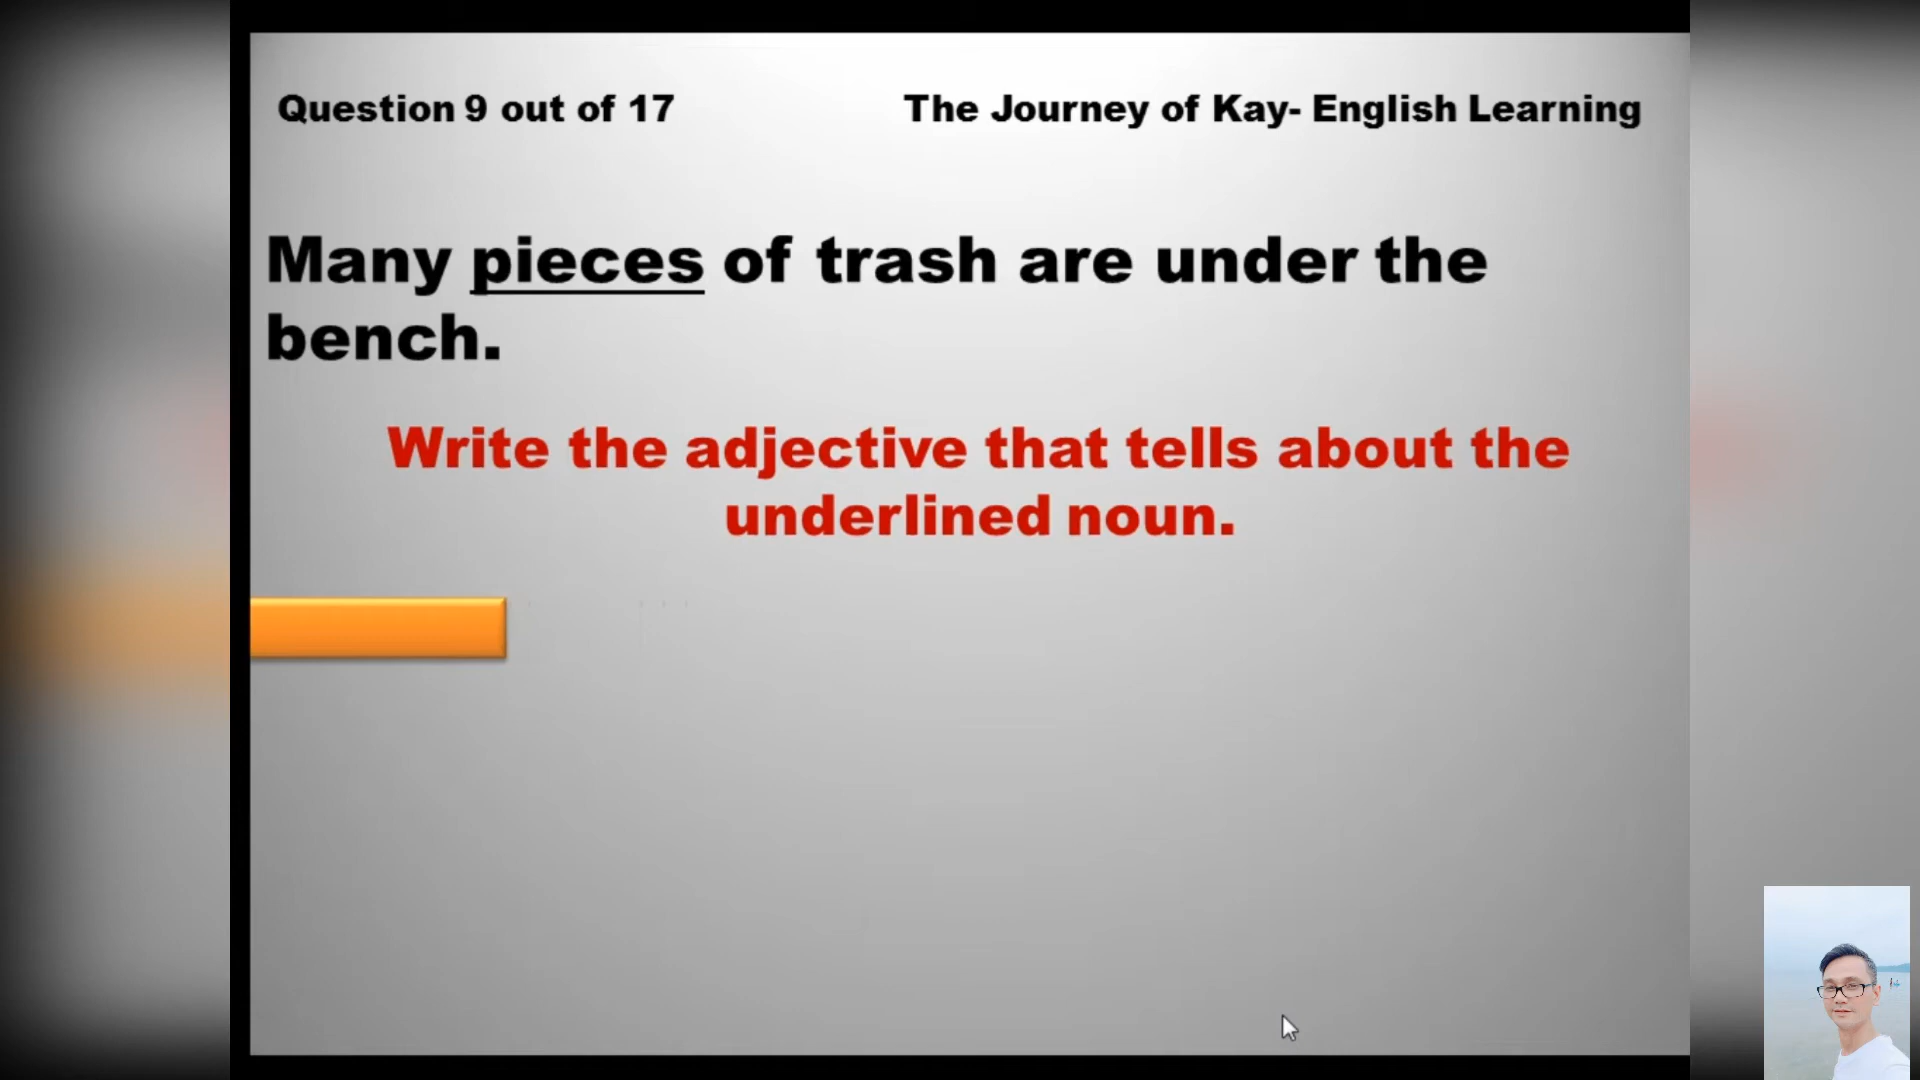 Question 9 out of 17
The Journey of Kay- English Learning
Many pieces of trash are under the
bench.
Write the adjective that tells about the
underlined noun.